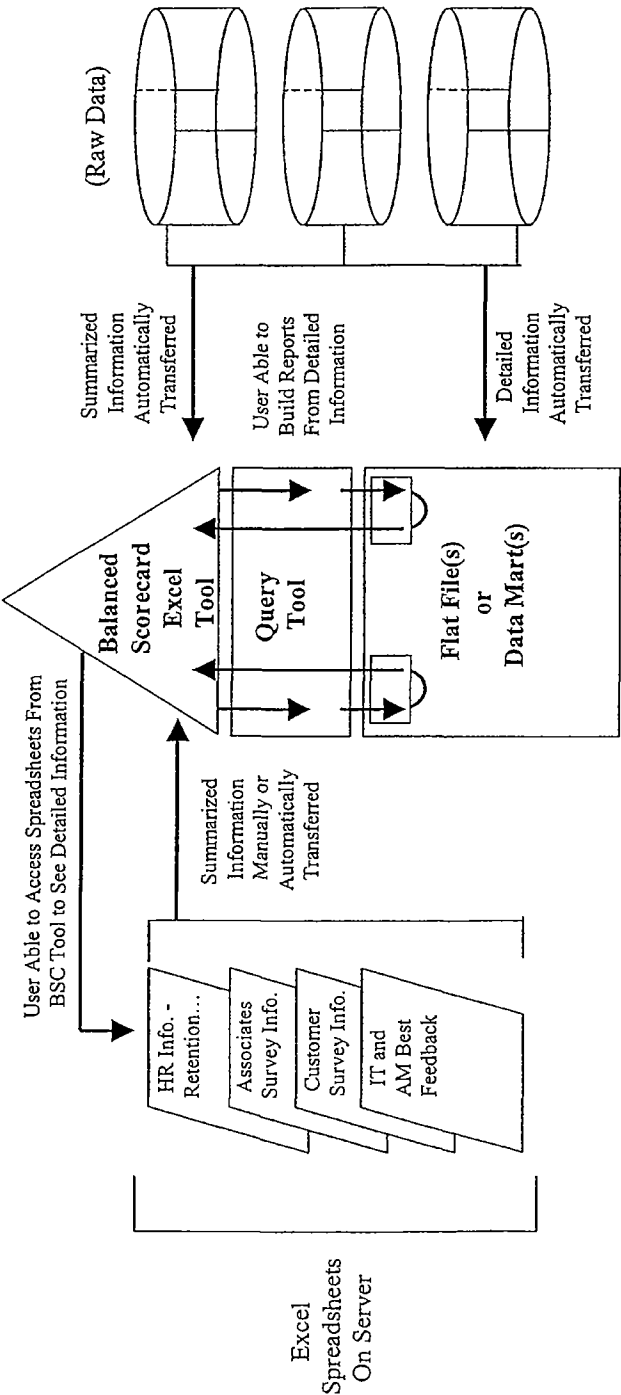 User Able to Access Spreadsheets From
BSC Tool to See Detailed Information
Excel
Spreadsheets
On Server
HR Info. -
Retention...
Associates
Survey Info.
Customer
Survey Info.
IT and
AM Best
Feedback
Summarized
Information
Manually or
Automatically
Transferred
Balanced
Scorecard
Excel
Tool
Query
Tool
Flat File(s)
or
Data Mart(s)
Summarized
Information
Automatically
Transferred
User Able to
Build Reports
From Detailed
Information
Detailed
Information
Automatically
Transferred
(Raw Data)